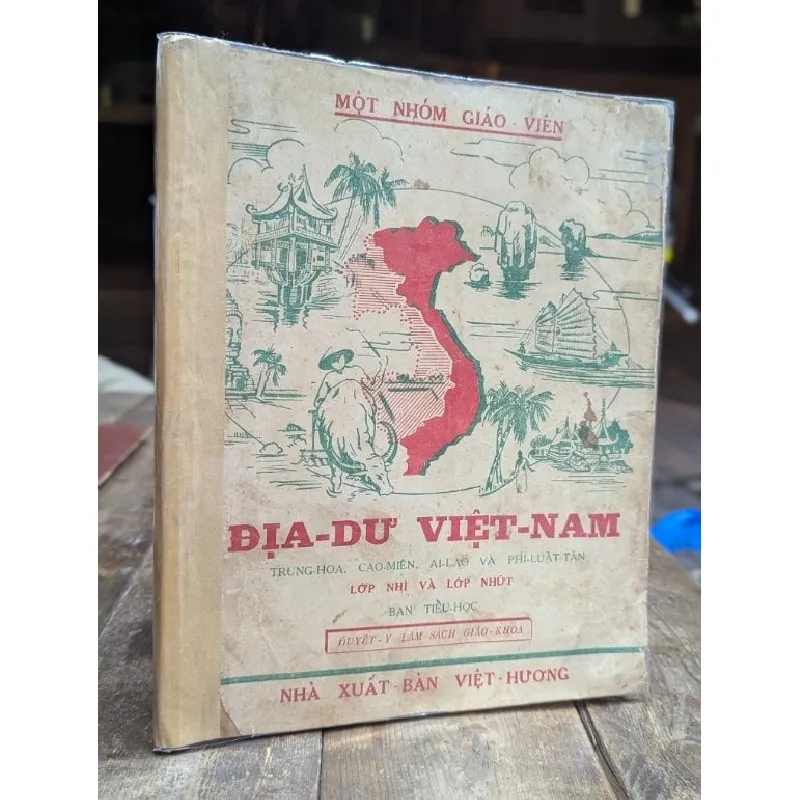 MỘT NHÓM GIÁO - VIÊN
ĐỊA-DƯ VIỆT-NAM
TRUNG-HOA, CAO-MIÊN, AI-LAO VÀ PHI-LUẬT-TÂN
LỚP NHÌ VÀ LỚP NHỨT
BAN TIỂU-HỌC
DUYỆT-Y LÀM SÁCH GIÁO-KHOA
NHÀ XUẤT-BẢN VIỆT-HƯƠNG